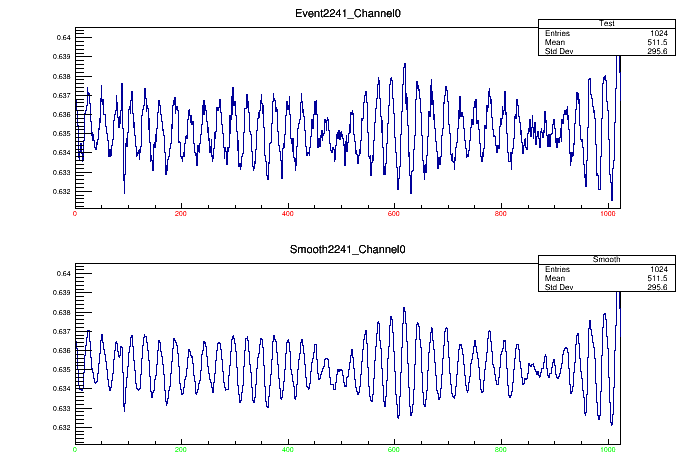 Event2241_Channel0
Test
Entries 1024
Mean 511.5
Std Dev 295.6
0.64
0.639
0.638
0.637
0.636
0.635
0.634
0.633
0.632
0 200 400 600 800 1000
Smooth2241_Channel0
Smooth
Entries 1024
Mean 511.5
Std Dev 295.6
0.64
0.639
0.638
0.637
0.636
0.635
0.634
0.633
0.632
0 200 400 600 800 1000